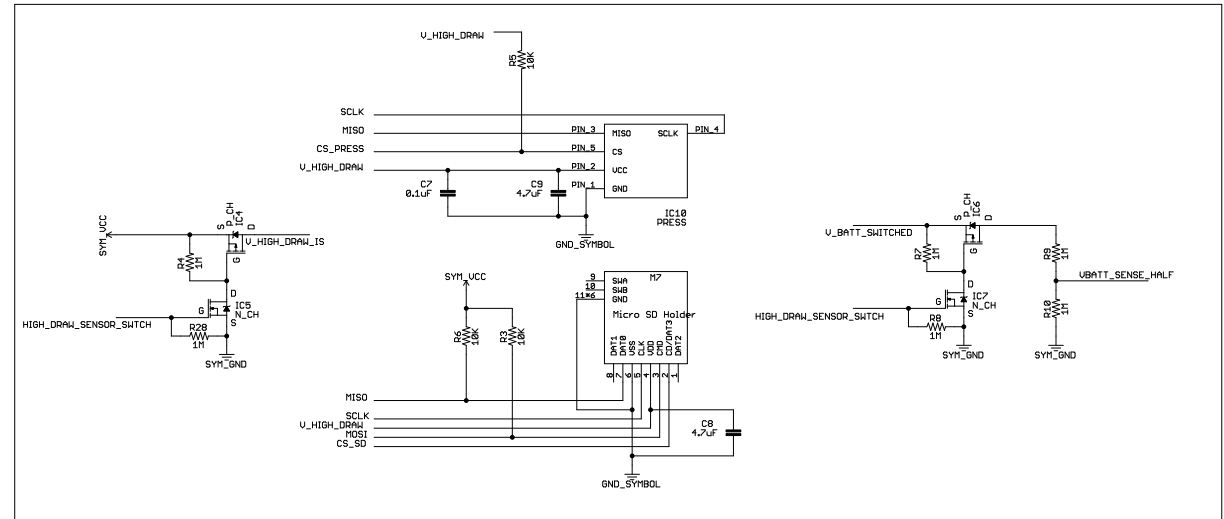 V_HIGH_DRAW
R5
10K
SCLK
MISO
CS_PRESS
V_HIGH_DRAW
PIN_3
PIN_5
PIN_2
PIN_1
MISO
CS
VCC
GND
SCLK
PIN_4
C7
0.1uF
C9
4.7uF
IC10
PRESS
GND_SYMBOL
SYM_VCC
S
P_CH
IC4
D
V_HIGH_DRAW_IS
R4
1M
G
D
IC5
N_CH
G
S
HIGH_DRAW_SENSOR_SWTCH
R28
1M
SYM_GND
SYM_VCC
R6
10K
R3
10K
9
10
11*6
SWA
SWB
GND
M7
Micro SD Holder
DAT1
DAT0
VSS
CLK
VDD
CMD
CD/DAT3
DAT2
8
7
6
5
4
3
2
1
MISO
SCLK
V_HIGH_DRAW
MOSI
CS_SD
C8
4.7uF
GND_SYMBOL
V_BATT_SWITCHED
S
P_CH
IC6
D
R7
1M
G
R9
1M
VBATT_SENSE_HALF
D
IC7
N_CH
G
S
R10
1M
HIGH_DRAW_SENSOR_SWTCH
R8
1M
SYM_GND
SYM_GND